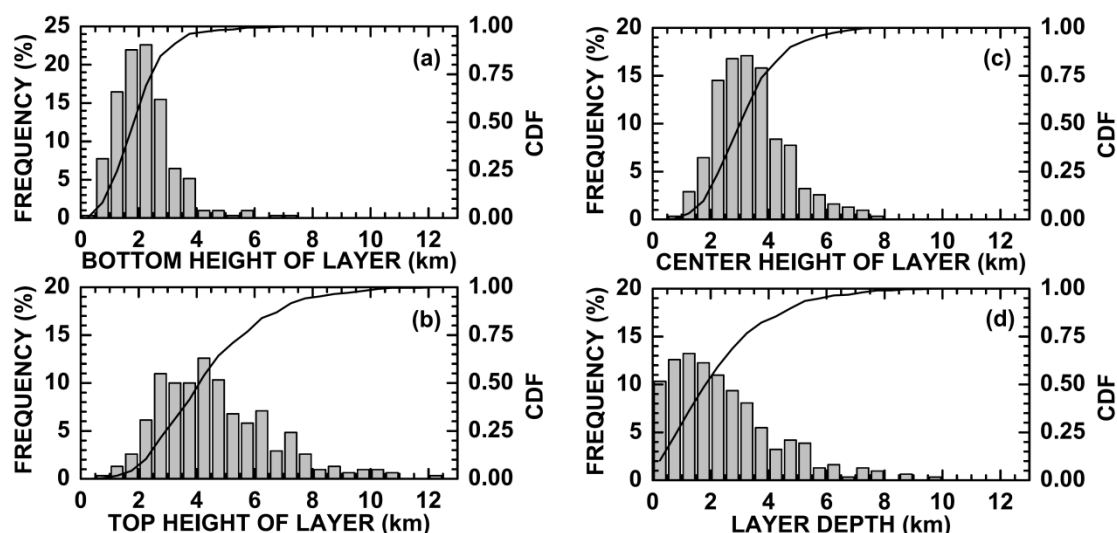 FREQUENCY (%)
25
20
15
10
5
0
(a)
1.00
0.75
0.50
0.25
0.00
CDF
0 2 4 6 8 10 12
BOTTOM HEIGHT OF LAYER (km)
FREQUENCY (%)
20
15
10
5
0
(c)
1.00
0.75
0.50
0.25
0.00
CDF
0 2 4 6 8 10 12
CENTER HEIGHT OF LAYER (km)
FREQUENCY (%)
20
15
10
5
0
(b)
1.00
0.75
0.50
0.25
0.00
CDF
0 2 4 6 8 10 12
TOP HEIGHT OF LAYER (km)
FREQUENCY (%)
20
15
10
5
0
(d)
1.00
0.75
0.50
0.25
0.00
CDF
0 2 4 6 8 10 12
LAYER DEPTH (km)